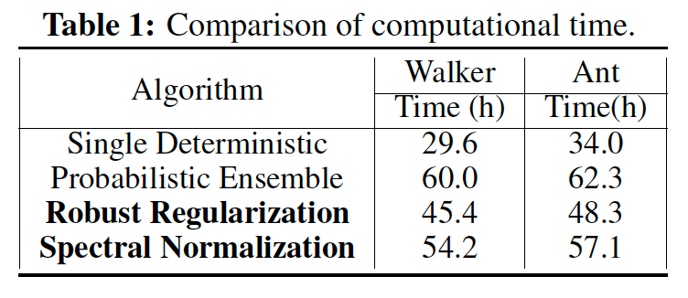 Table 1: Comparison of computational time.
Algorithm Walker Ant
Time (h) Time(h)
Single Deterministic 29.6 34.0
Probabilistic Ensemble 60.0 62.3
Robust Regularization 45.4 48.3
Spectral Normalization 54.2 57.1